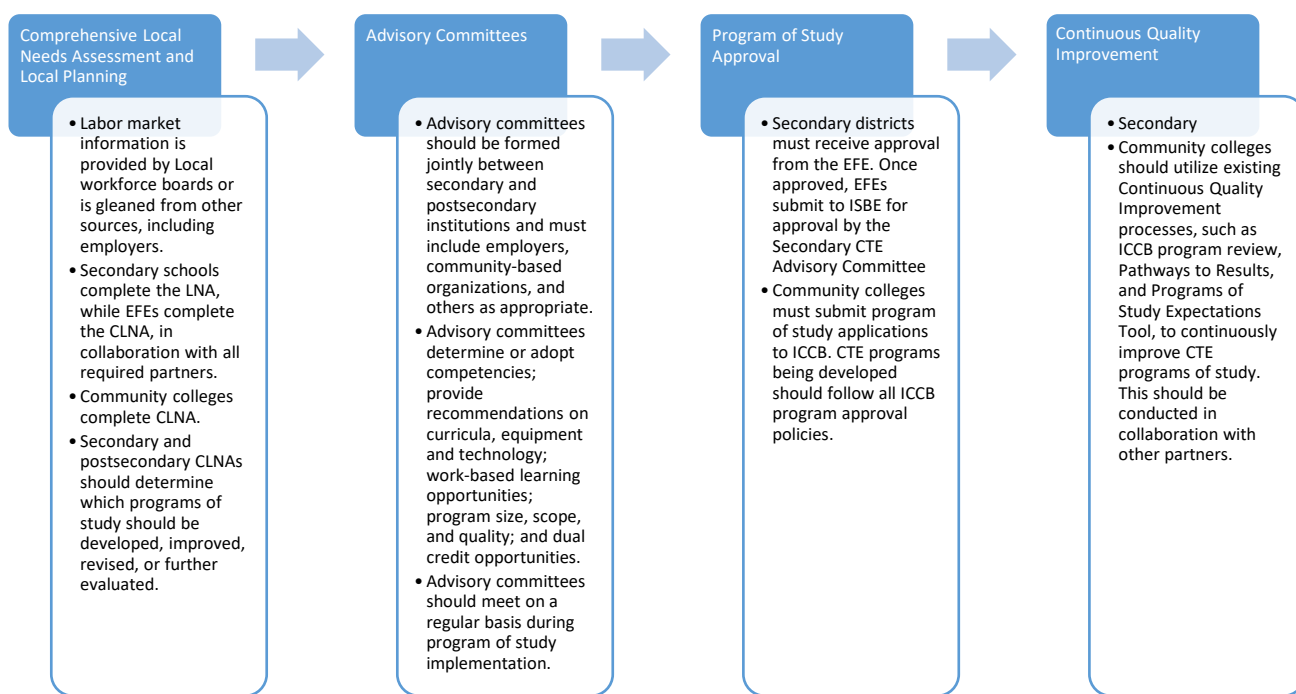 Comprehensive Local
Needs Assessment and
Local Planning
• Labor market
information is
provided by Local
workforce boards or
is gleaned from other
sources, including
employers.
• Secondary schools
complete the LNA,
while EFEs complete
the CLNA, in
collaboration with all
required partners.
• Community colleges
complete CLNA.
• Secondary and
postsecondary CLNAs
should determine
which programs of
study should be
developed, improved,
revised, or further
evaluated.
Advisory Committees
• Advisory committees
should be formed
jointly between
secondary and
postsecondary
institutions and must
include employers,
community-based
organizations, and
others as appropriate.
• Advisory committees
determine or adopt
competencies;
provide
recommendations on
curricula, equipment
and technology;
work-based learning
opportunities;
program size, scope,
and quality; and dual
credit opportunities.
• Advisory committees
should meet on a
regular basis during
program of study
implementation.
Program of Study
Approval
• Secondary districts
must receive approval
from the EFE. Once
approved, EFEs
submit to ISBE for
approval by the
Secondary CTE
Advisory Committee
• Community colleges
must submit program
of study applications
to ICCB. CTE programs
being developed
should follow all ICCB
program approval
policies.
Continuous Quality
Improvement
• Secondary
• Community colleges
should utilize existing
Continuous Quality
Improvement
processes, such as
ICCB program review,
Pathways to Results,
and Programs of
Study Expectations
Tool, to continuously
improve CTE
programs of study.
This should be
conducted in
collaboration with
other partners.